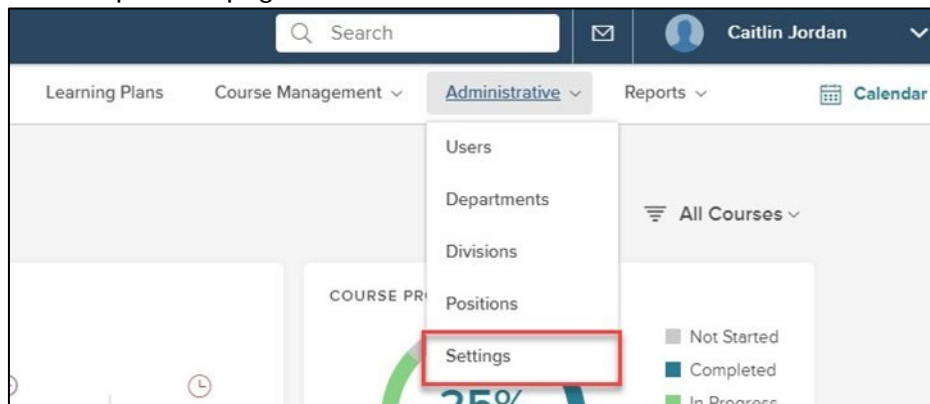 Search
Caitlin Jordan
Learning Plans
Course Management
Administrative
Reports
Calendar
Users
Departments
Divisions
Positions
Settings
All Courses
COURSE PR
Not Started
Completed
In Progress
25%